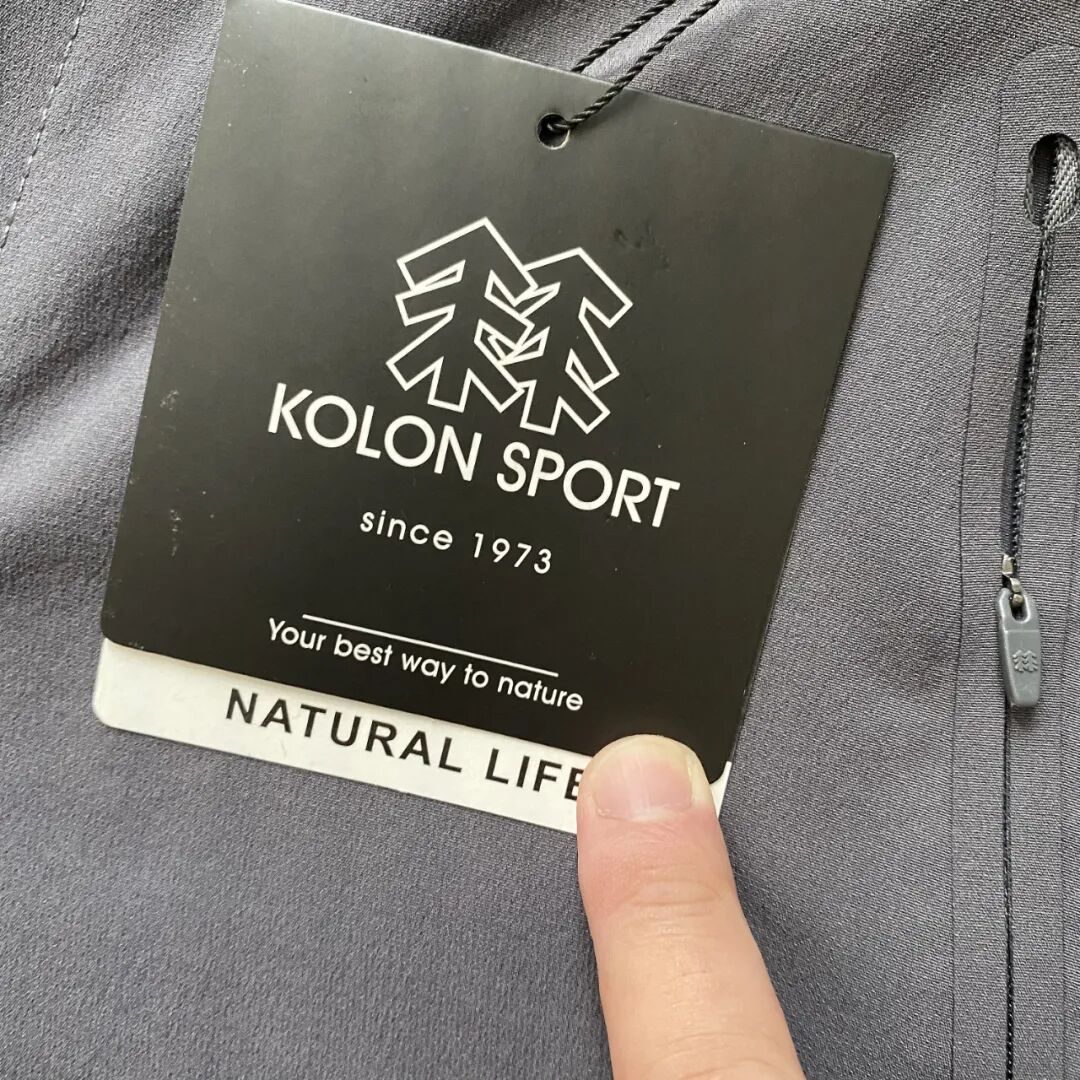 KOLON SPORT
since 1973
Your best way to nature
NATURAL LIFE